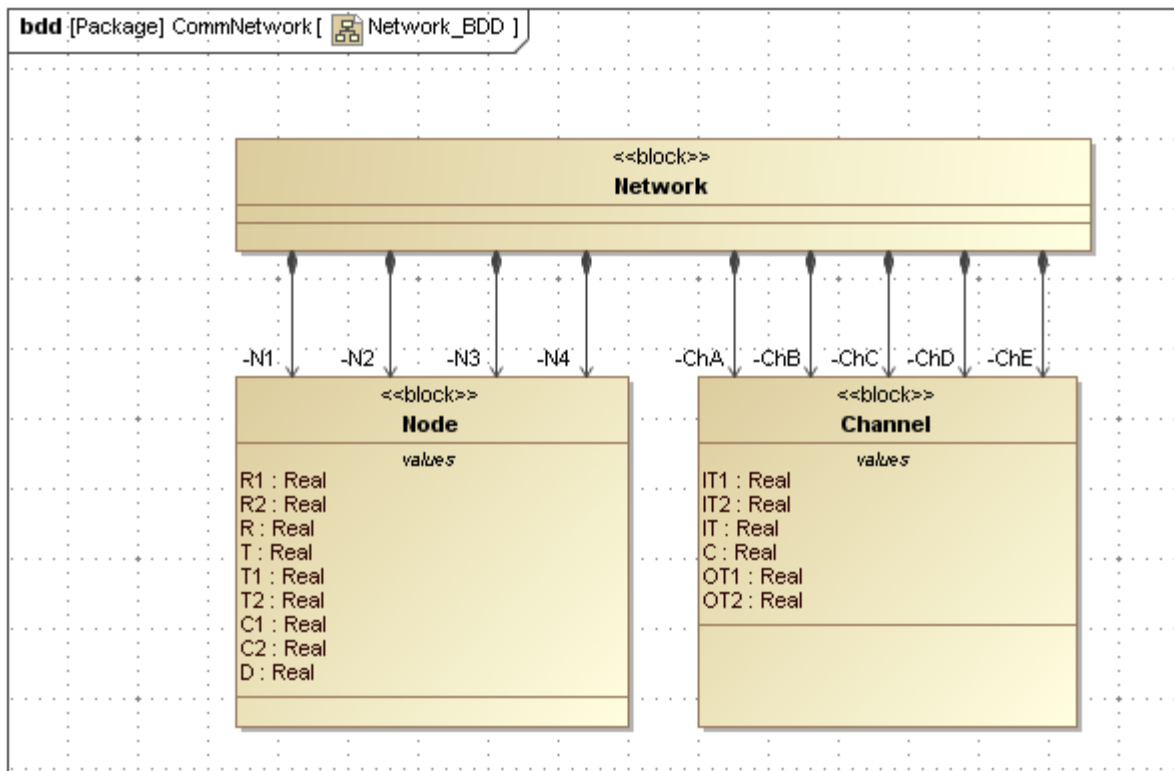 bdd [Package] CommNetwork [ Network_BDD ]
<<block>>
Network
-N1 -N2 -N3 -N4 -ChA -ChB -ChC -ChD -ChE
<<block>>
Node
values
R1 : Real
R2 : Real
R : Real
T : Real
T1 : Real
T2 : Real
C1 : Real
C2 : Real
D : Real
<<block>>
Channel
values
IT1 : Real
IT2 : Real
IT : Real
C : Real
OT1 : Real
OT2 : Real